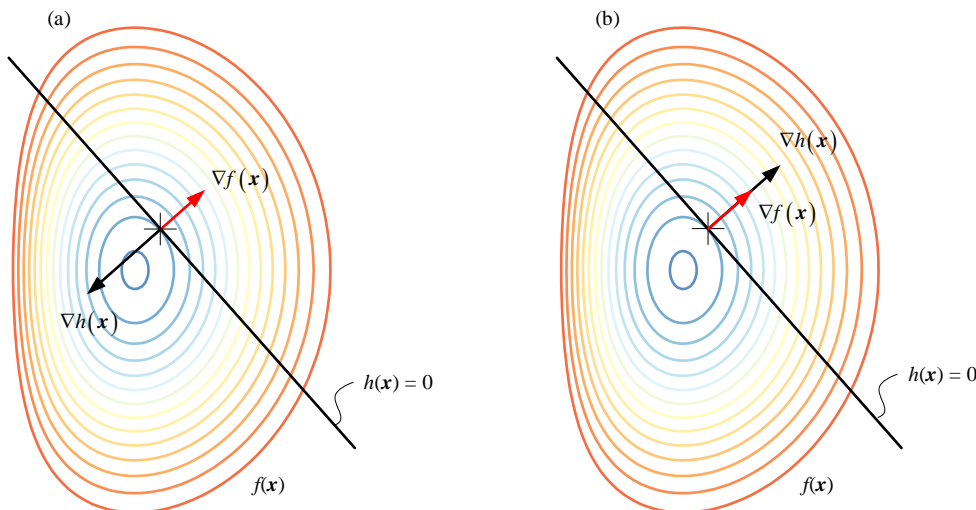 (a)
∇f(x)
∇h(x)
h(x) = 0
f(x)
(b)
∇h(x)
∇f(x)
h(x) = 0
f(x)